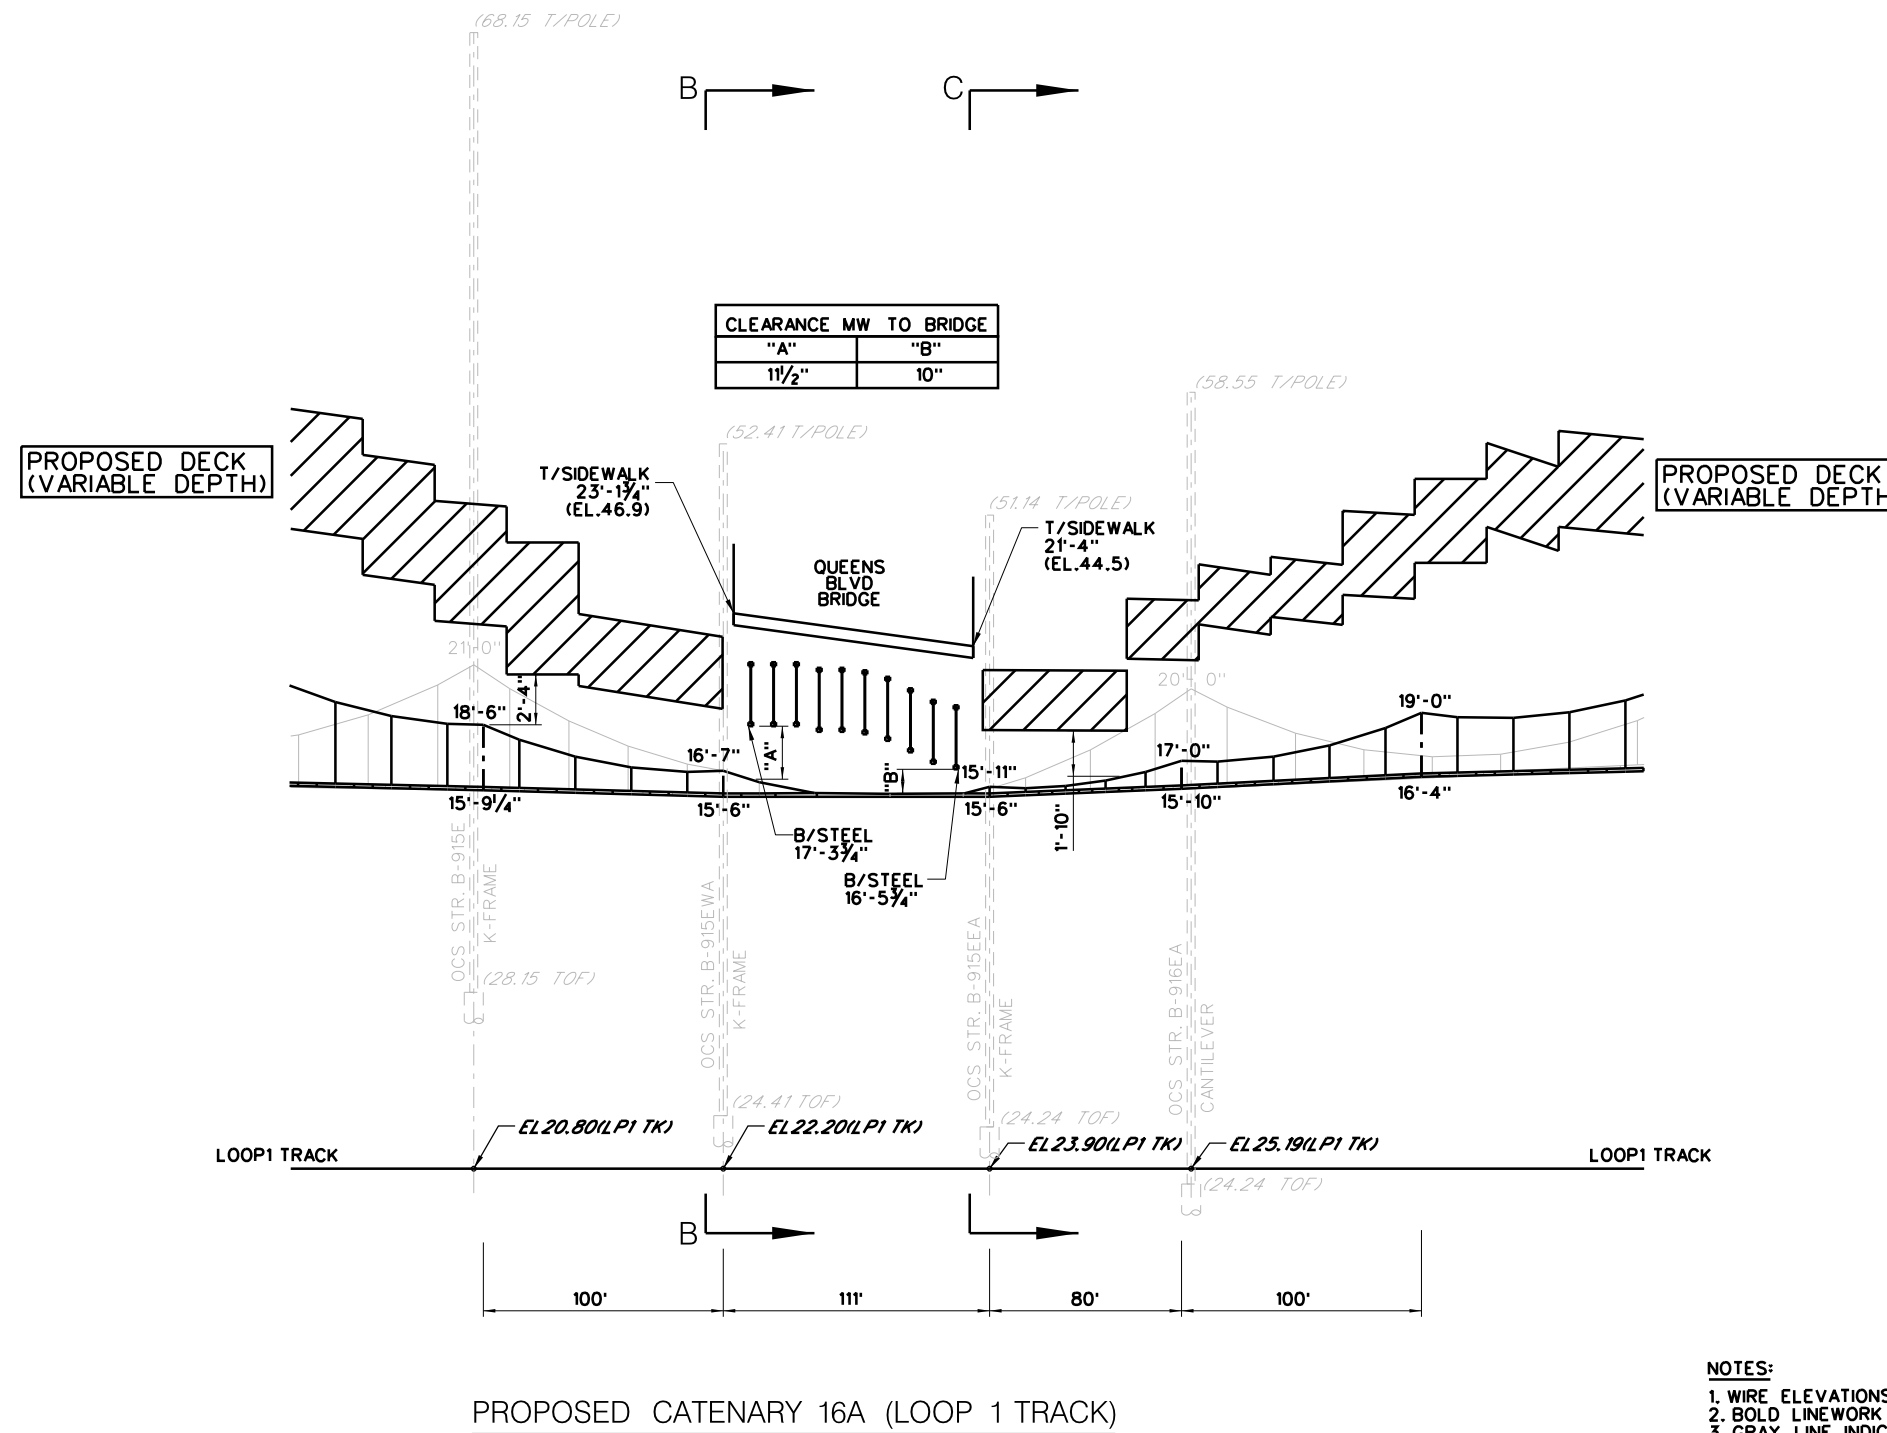 (68.15 T/POLE)
B
C
CLEARANCE MW TO BRIDGE
"A" "B"
11½" 10"
(58.55 T/POLE)
(52.41 T/POLE)
PROPOSED DECK
(VARIABLE DEPTH)
T/SIDEWALK
23'-1¾"
(EL.46.9)
PROPOSED DECK
(VARIABLE DEPTH
(51.14 T/POLE)
T/SIDEWALK
21'-4"
(EL.44.5)
QUEENS
BLVD
BRIDGE
21'-0"
20'-0"
2'-4"
18'-6"
19'-0"
16'-7"
"A"
17'-0"
"B"
15'-11"
15'-9¼"
15'-6"
15'-6"
15'-10"
16'-4"
1'-10"
B/STEEL
17'-3¾"
B/STEEL
16'-5¾"
OCS STR. B-915E
K-FRAME
OCS STR. B-915EWA
K-FRAME
OCS STR. B-915EEA
K-FRAME
OCS STR. B-916EA
CANTILEVER
(28.15 TOF)
(24.41 TOF)
(24.24 TOF)
EL20.80(LP1 TK)
EL22.20(LP1 TK)
EL23.90(LP1 TK)
EL25.19(LP1 TK)
LOOP1 TRACK
LOOP1 TRACK
(24.24 TOF)
B
100'
111'
80'
100'
NOTES:
1. WIRE ELEVATIONS
2. BOLD LINEWORK
3. GRAY LINE INDIC
PROPOSED CATENARY 16A (LOOP 1 TRACK)